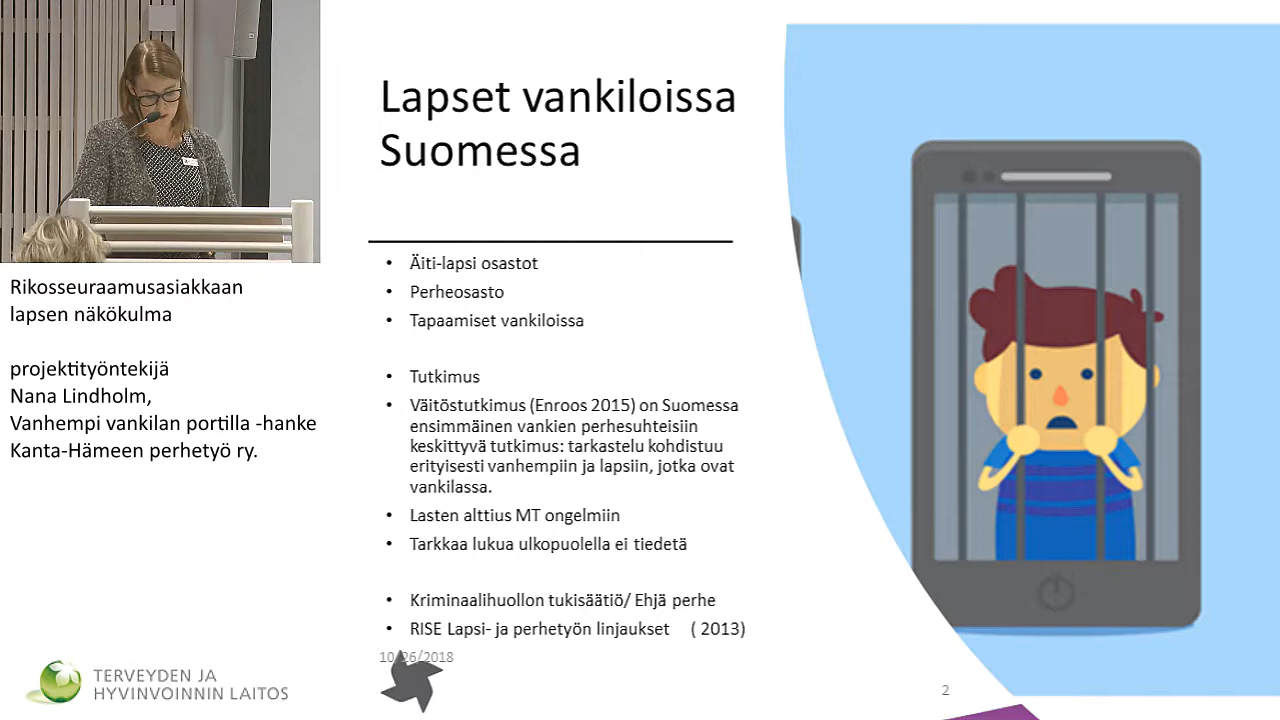 Lapset vankiloissa
Suomessa
• Äiti-lapsi osastot
• Perheosasto
• Tapaamiset vankiloissa
• Tutkimus
• Väitöstutkimus (Enroos 2015) on Suomessa
ensimmäinen vankien perhesuhteisiin
keskittyvä tutkimus: tarkastelu kohdistuu
erityisesti vanhempiin ja lapsiin, jotka ovat
vankilassa.
• Lasten alttius MT ongelmiin
• Tarkkaa lukua ulkopuolella ei tiedetä
• Kriminaalihuollon tukisäätiö/ Ehjä perhe
• RISE Lapsi- ja perhetyön linjaukset ( 2013)
10/26/2018
2
Rikosseuraamusasiakkaan
lapsen näkökulma
projektityöntekijä
Nana Lindholm,
Vanhempi vankilan portilla -hanke
Kanta-Hämeen perhetyö ry.
TERVEYDEN JA
HYVINVOINNIN LAITOS